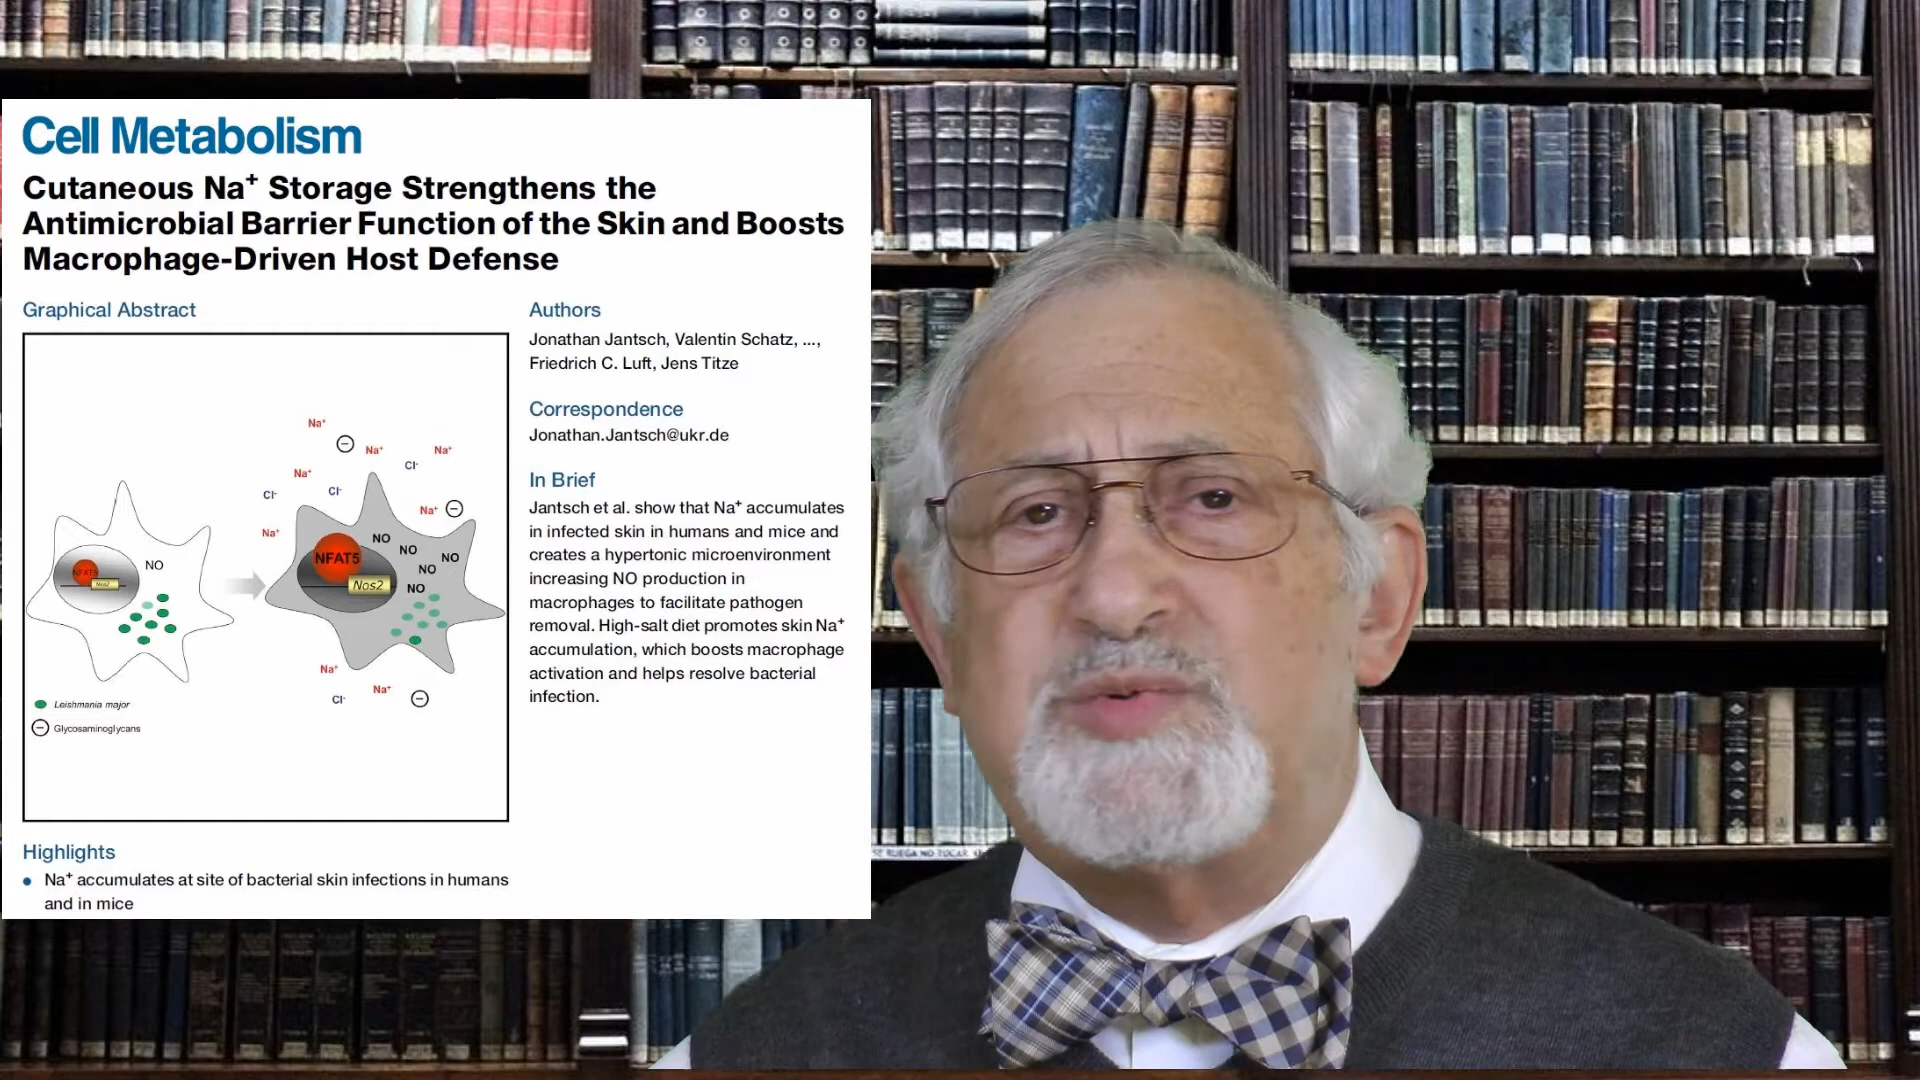 Cell Metabolism
Cutaneous Na⁺ Storage Strengthens the
Antimicrobial Barrier Function of the Skin and Boosts
Macrophage-Driven Host Defense
Graphical Abstract
Na⁺
Na⁺
Na⁺
Cl⁻
Na⁺
Cl⁻
Cl⁻
Na⁺
Na⁺
NO
NO
NO
NO
NO
NFAT5
Nos2
NO
NFAT5
Nos2
Na⁺
Na⁺
Cl⁻
Leishmania major
Glycosaminoglycans
Authors
Jonathan Jantsch, Valentin Schatz, ...,
Friedrich C. Luft, Jens Titze
Correspondence
Jonathan.Jantsch@ukr.de
In Brief
Jantsch et al. show that Na⁺ accumulates
in infected skin in humans and mice and
creates a hypertonic microenvironment
increasing NO production in
macrophages to facilitate pathogen
removal. High-salt diet promotes skin Na⁺
accumulation, which boosts macrophage
activation and helps resolve bacterial
infection.
Highlights
• Na⁺ accumulates at site of bacterial skin infections in humans
and in mice
SE RUEGA NO TOCAR